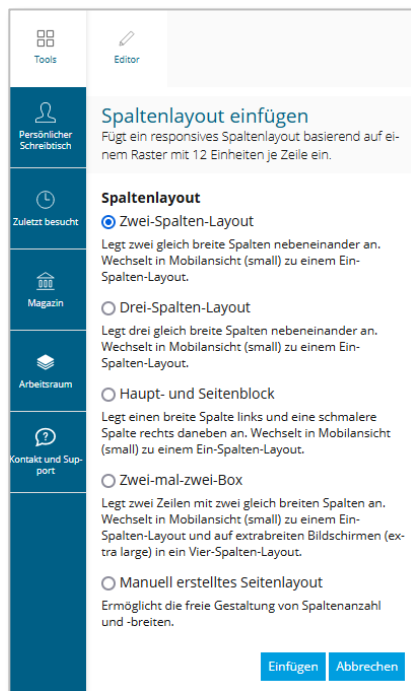 Tools
Editor
Persönlicher
Schreibtisch
Zuletzt besucht
Magazin
Arbeitsraum
Kontakt und Sup-
port
Spaltenlayout einfügen
Fügt ein responsives Spaltenlayout basierend auf ei-
nem Raster mit 12 Einheiten je Zeile ein.
Spaltenlayout
Zwei-Spalten-Layout
Legt zwei gleich breite Spalten nebeneinander an.
Wechselt in Mobilansicht (small) zu einem Ein-
Spalten-Layout.
Drei-Spalten-Layout
Legt drei gleich breite Spalten nebeneinander an.
Wechselt in Mobilansicht (small) zu einem Ein-
Spalten-Layout.
Haupt- und Seitenblock
Legt einen breite Spalte links und eine schmalere
Spalte rechts daneben an. Wechselt in Mobilansicht
(small) zu einem Ein-Spalten-Layout.
Zwei-mal-zwei-Box
Legt zwei Zeilen mit zwei gleich breiten Spalten an.
Wechselt in Mobilansicht (small) zu einem Ein-
Spalten-Layout und auf extrabreiten Bildschirmen (ex-
tra large) in ein Vier-Spalten-Layout.
Manuell erstelltes Seitenlayout
Ermöglicht die freie Gestaltung von Spaltenanzahl
und -breiten.
Einfügen Abbrechen